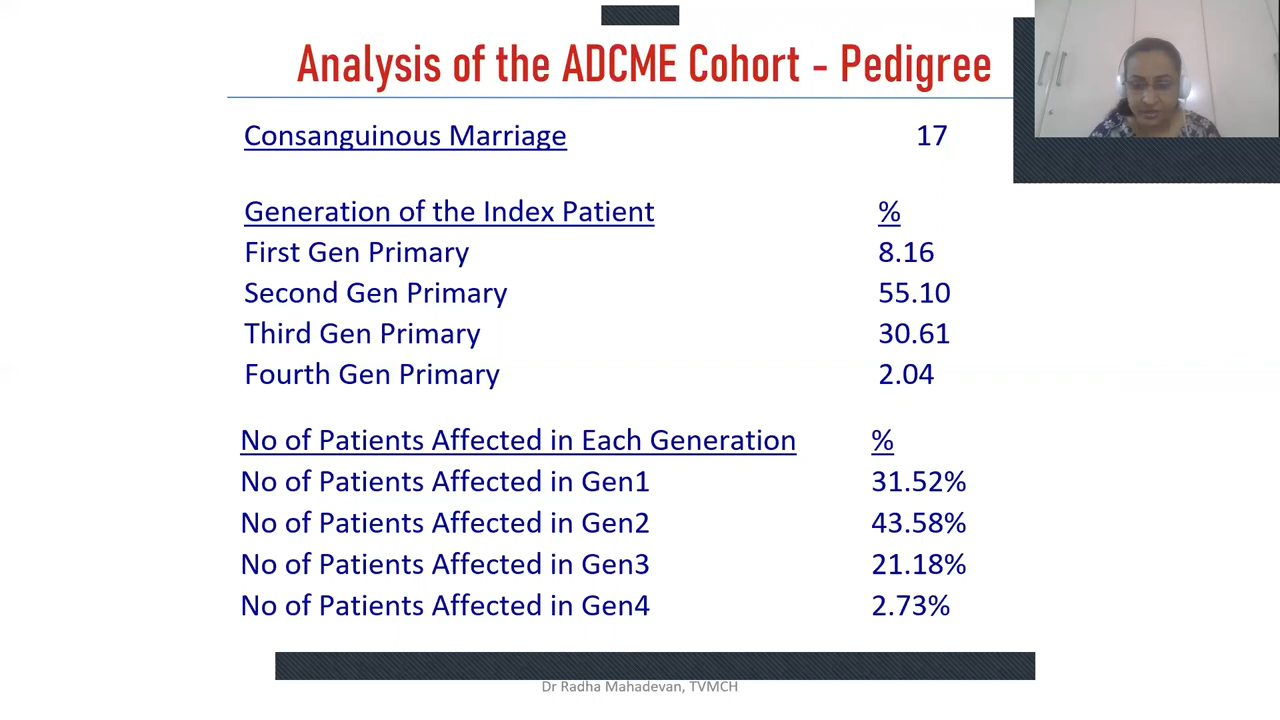 Analysis of the ADCME Cohort - Pedigree
Consanguinous Marriage 17
Generation of the Index Patient %
First Gen Primary 8.16
Second Gen Primary 55.10
Third Gen Primary 30.61
Fourth Gen Primary 2.04
No of Patients Affected in Each Generation %
No of Patients Affected in Gen1 31.52%
No of Patients Affected in Gen2 43.58%
No of Patients Affected in Gen3 21.18%
No of Patients Affected in Gen4 2.73%
Dr Radha Mahadevan, TVMCH